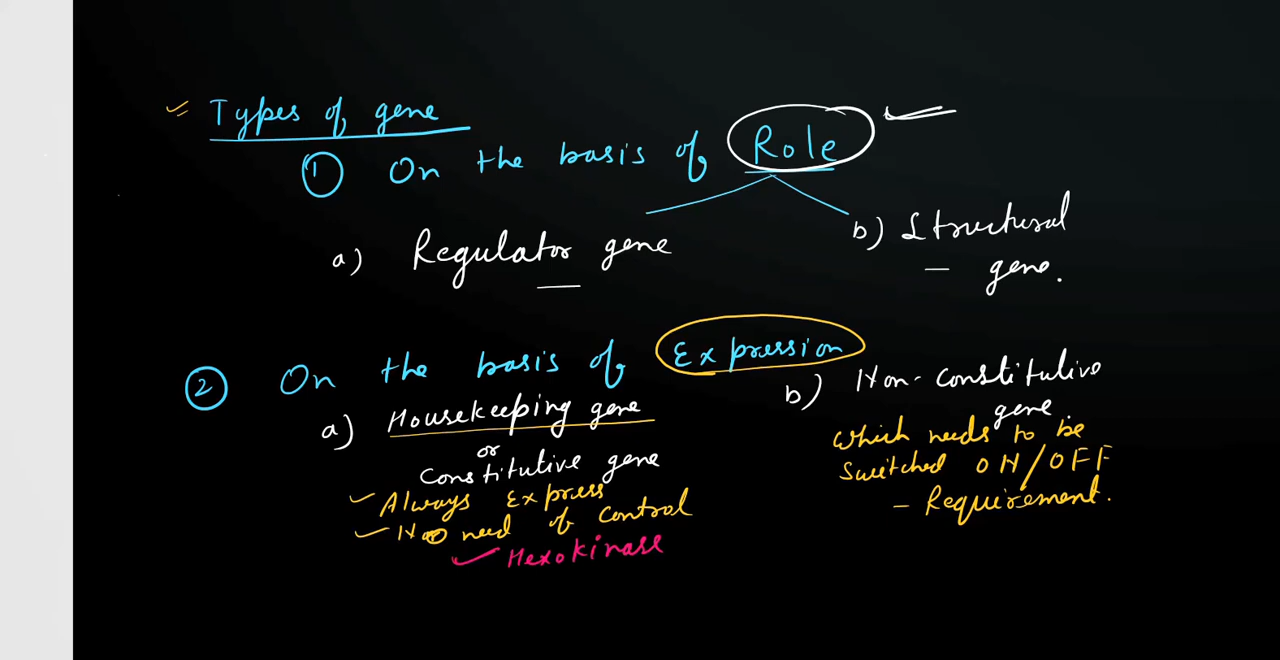 Types of gene
① On the basis of Role
a) Regulator gene
b) Structural
– gene.
② On the basis of Expression
a) Housekeeping gene
or
Constitutive gene
✓ Always Express
✓ No need of control
✓ Hexokinase
b) Non-constitutive
gene
which needs to be
switched ON/OFF
– Requirement.